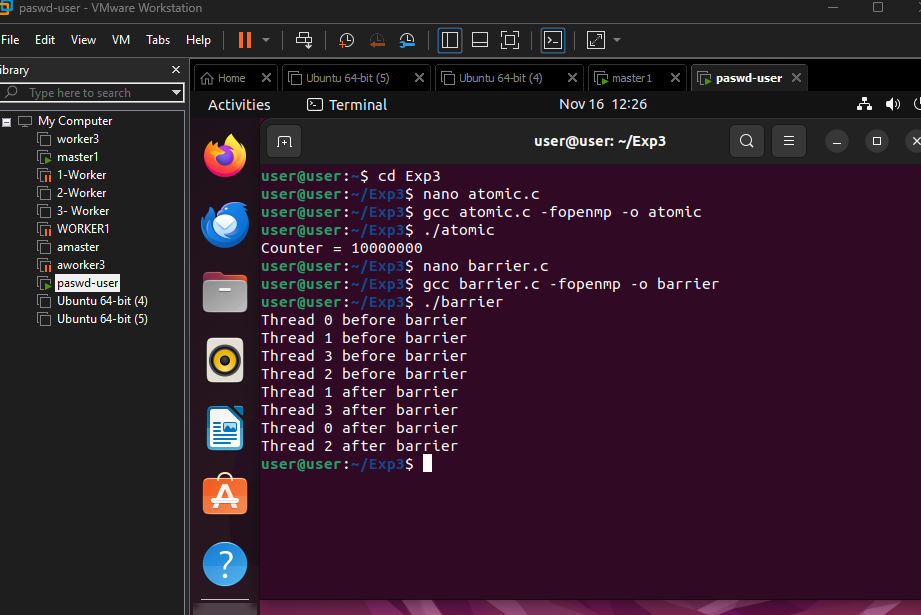 paswd-user - VMware Workstation
File Edit View VM Tabs Help
ibrary
Type here to search
Home
Ubuntu 64-bit (5)
Ubuntu 64-bit (4)
master1
paswd-user
My Computer
worker3
master1
1-Worker
2-Worker
3- Worker
WORKER1
amaster
aworker3
paswd-user
Ubuntu 64-bit (4)
Ubuntu 64-bit (5)
Activities Terminal Nov 16 12:26
user@user: ~/Exp3
user@user:~$ cd Exp3
user@user:~/Exp3$ nano atomic.c
user@user:~/Exp3$ gcc atomic.c -fopenmp -o atomic
user@user:~/Exp3$ ./atomic
Counter = 10000000
user@user:~/Exp3$ nano barrier.c
user@user:~/Exp3$ gcc barrier.c -fopenmp -o barrier
user@user:~/Exp3$ ./barrier
Thread 0 before barrier
Thread 1 before barrier
Thread 3 before barrier
Thread 2 before barrier
Thread 1 after barrier
Thread 3 after barrier
Thread 0 after barrier
Thread 2 after barrier
user@user:~/Exp3$